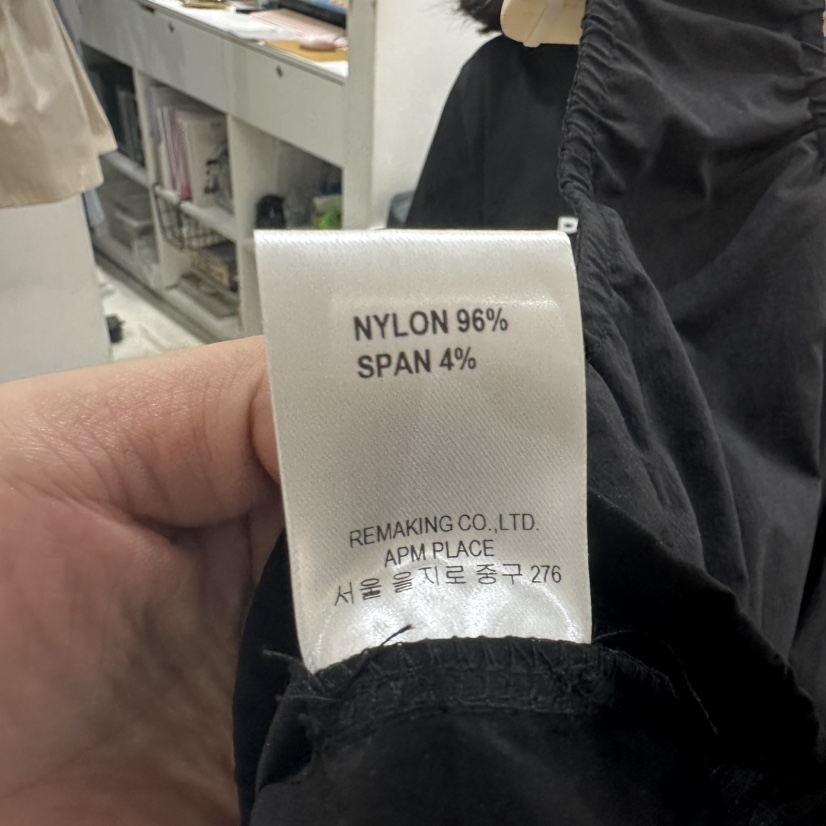 NYLON 96%
SPAN 4%
REMAKING CO.,LTD.
APM PLACE
서울 을지로 중구 276